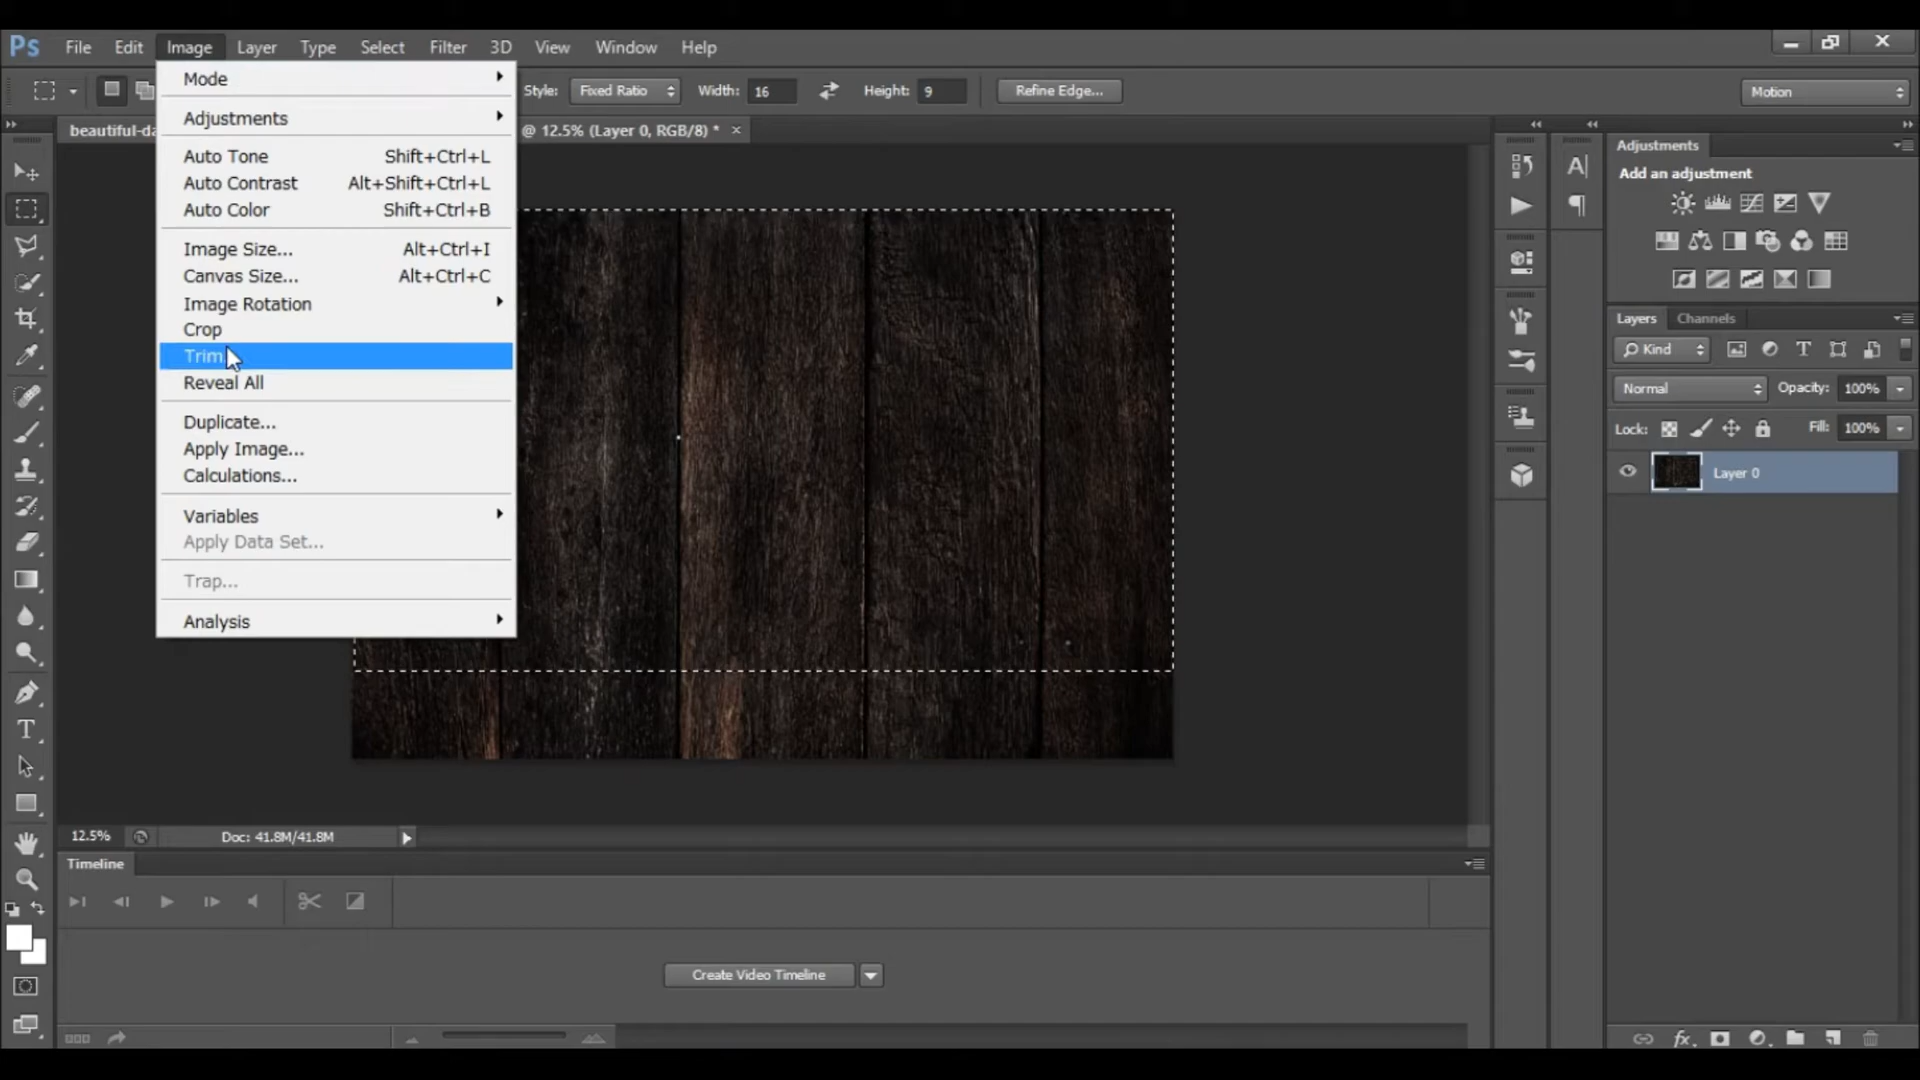 Ps File Edit Image Layer Type Select Filter 3D View Window Help
Style: Fixed Ratio Width: 16 Height: 9 Refine Edge... Motion
beautiful-da @ 12.5% (Layer 0, RGB/8) *
Mode
Adjustments
Auto Tone Shift+Ctrl+L
Auto Contrast Alt+Shift+Ctrl+L
Auto Color Shift+Ctrl+B
Image Size... Alt+Ctrl+I
Canvas Size... Alt+Ctrl+C
Image Rotation
Crop
Trim
Reveal All
Duplicate...
Apply Image...
Calculations...
Variables
Apply Data Set...
Trap...
Analysis
Adjustments
Add an adjustment
Layers Channels
Kind
Normal Opacity: 100%
Lock: Fill: 100%
Layer 0
12.5% Doc: 41.8M/41.8M
Timeline
Create Video Timeline